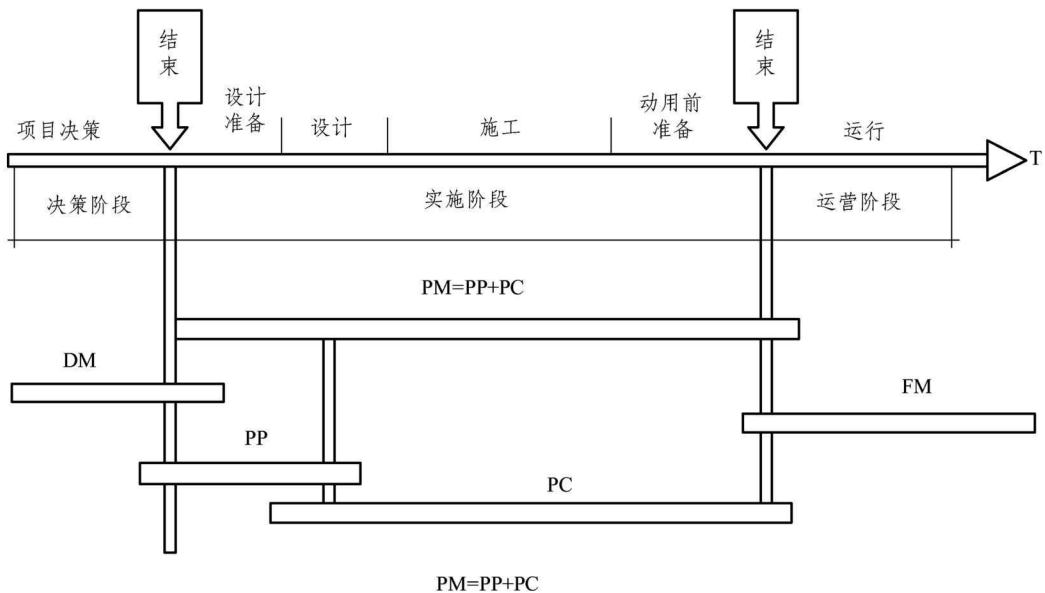 结
束
结
束
设计
准备
动用前
准备
项目决策
设计
施工
运行
T
决策阶段
实施阶段
运营阶段
PM=PP+PC
DM
FM
PP
PC
PM=PP+PC